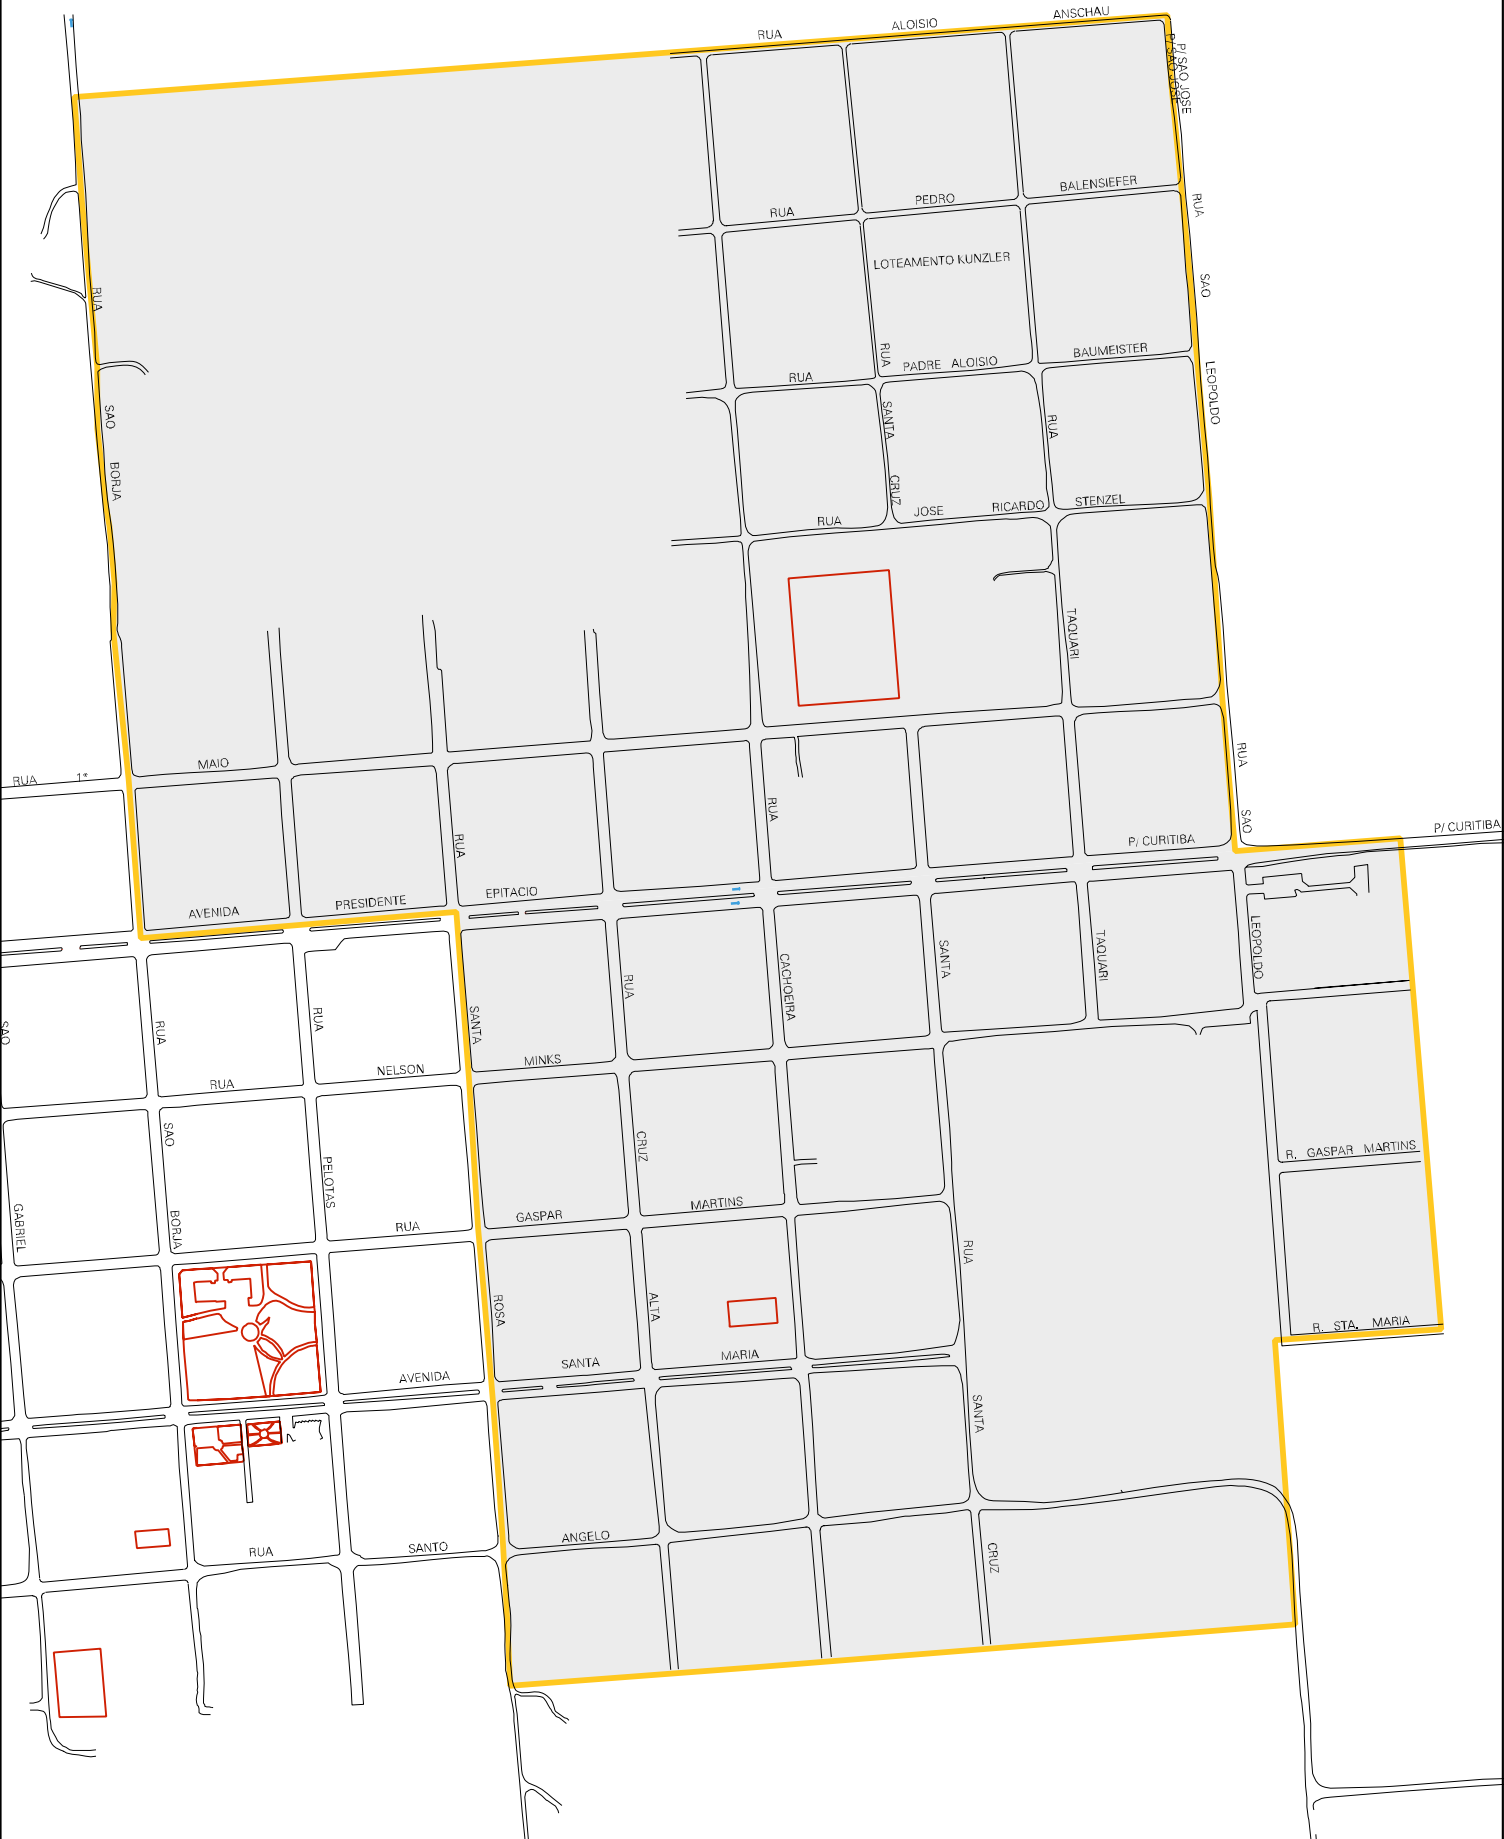 RUA ALOISIO ANSCHAU
P/ SAO JOSE
P/ SAO JOSE
RUA PEDRO BALENSIEFER
RUA SAO LEOPOLDO
LOTEAMENTO KUNZLER
RUA SAO BORJA
RUA PADRE ALOISIO BAUMEISTER
RUA SANTA CRUZ
RUA TAQUARI
RUA JOSE RICARDO STENZEL
RUA 1* MAIO
RUA SAO LEOPOLDO
P/ CURITIBA
P/ CURITIBA
AVENIDA PRESIDENTE EPITACIO
RUA SANTA ROSA
RUA CACHOEIRA
RUA CRUZ ALTA
SANTA
TAQUARI
SAO GABRIEL
RUA SAO BORJA
RUA PELOTAS
RUA NELSON MINKS
RUA GASPAR MARTINS
R. GASPAR MARTINS
RUA SANTA CRUZ
AVENIDA SANTA MARIA
R. STA. MARIA
RUA SANTO ANGELO